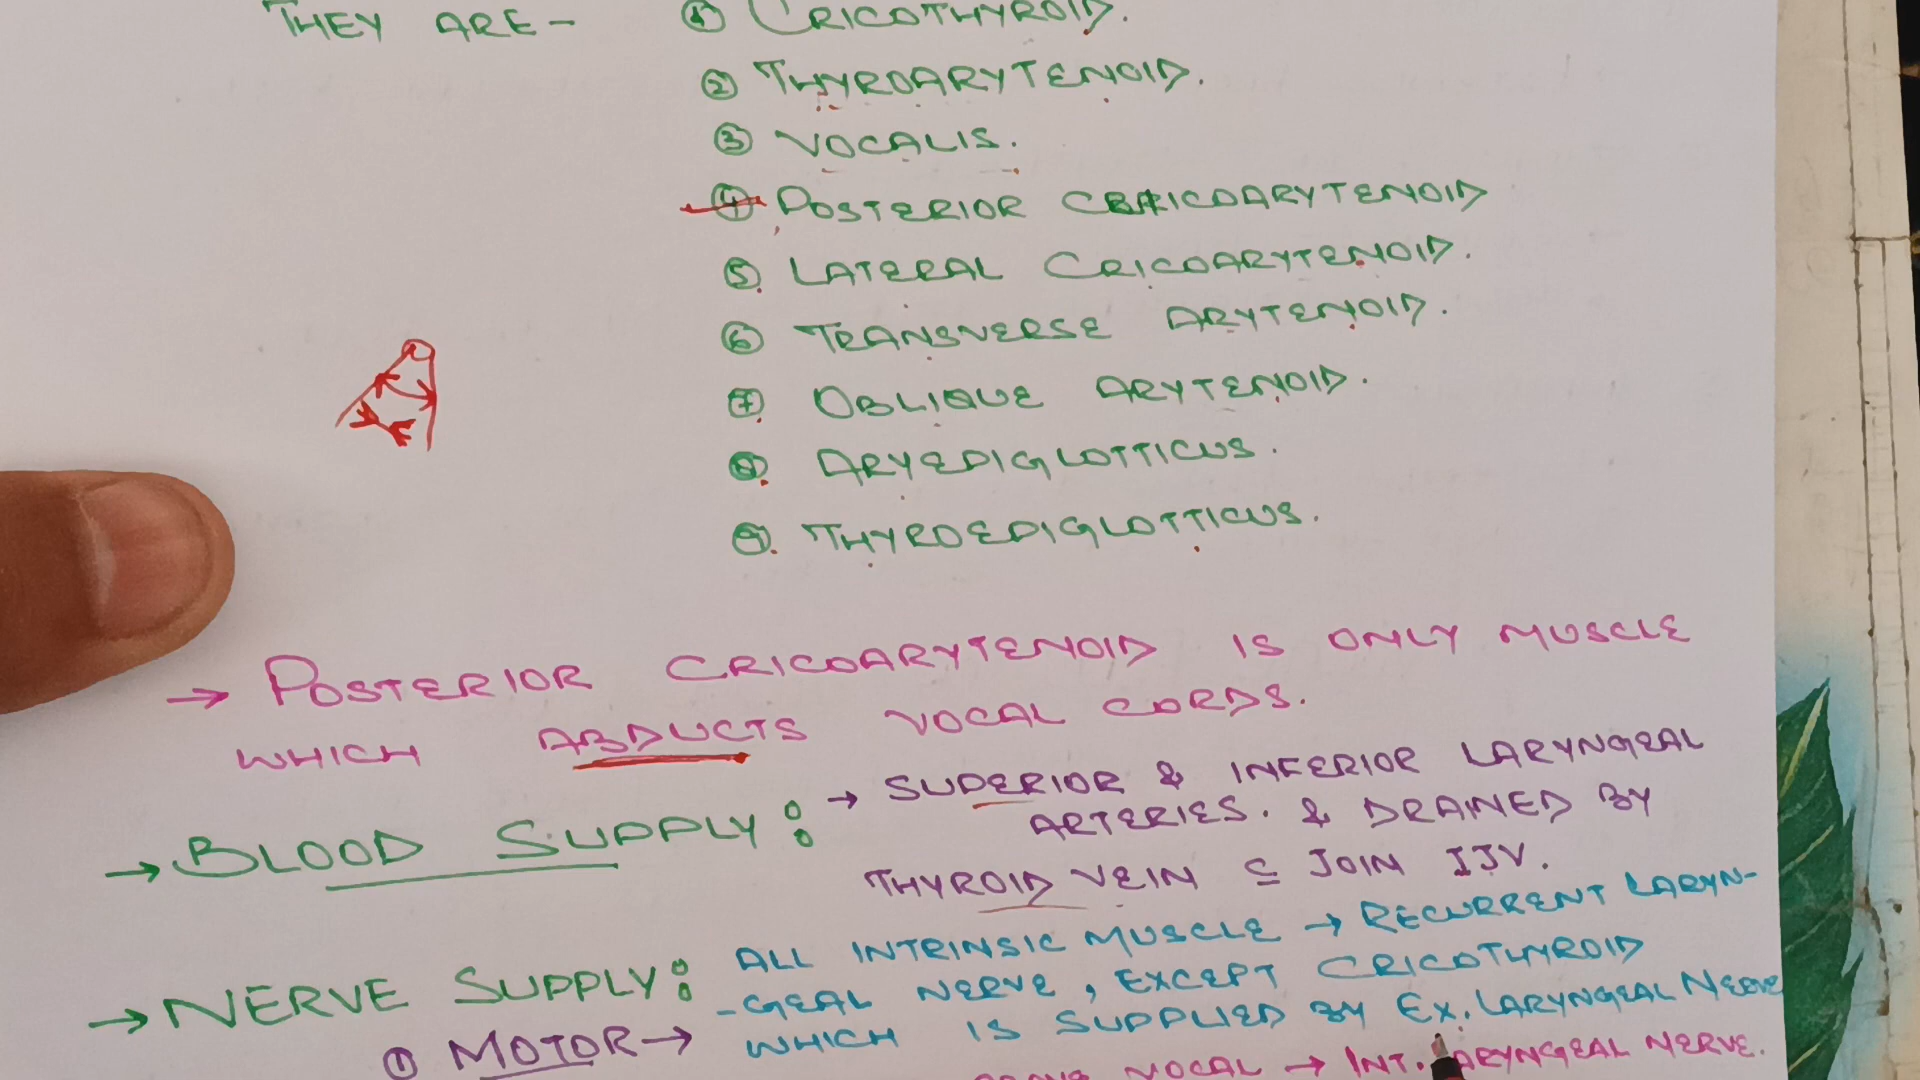 THEY ARE - ① CRICOTHYROID.
② THYROARYTENOID.
③ VOCALIS.
④ POSTERIOR CRICOARYTENOID
⑤ LATERAL CRICOARYTENOID.
⑥ TRANSVERSE ARYTENOID.
⑦ OBLIQUE ARYTENOID.
⑧ ARYEPIGLOTTICUS.
⑨ THYROEPIGLOTTICUS.
→ POSTERIOR CRICOARYTENOID IS ONLY MUSCLE
WHICH ABDUCTS VOCAL CORDS.
→ BLOOD SUPPLY: → SUPERIOR & INFERIOR LARYNGEAL
ARTERIES. & DRAINED BY
THYROID VEIN JOIN IJV.
→ NERVE SUPPLY: ALL INTRINSIC MUSCLE → RECURRENT LARYN-
-GEAL NERVE, EXCEPT CRICOTHYROID
① MOTOR → WHICH IS SUPPLIED BY EX. LARYNGEAL NERVE
VOCAL → INT. LARYNGEAL NERVE.